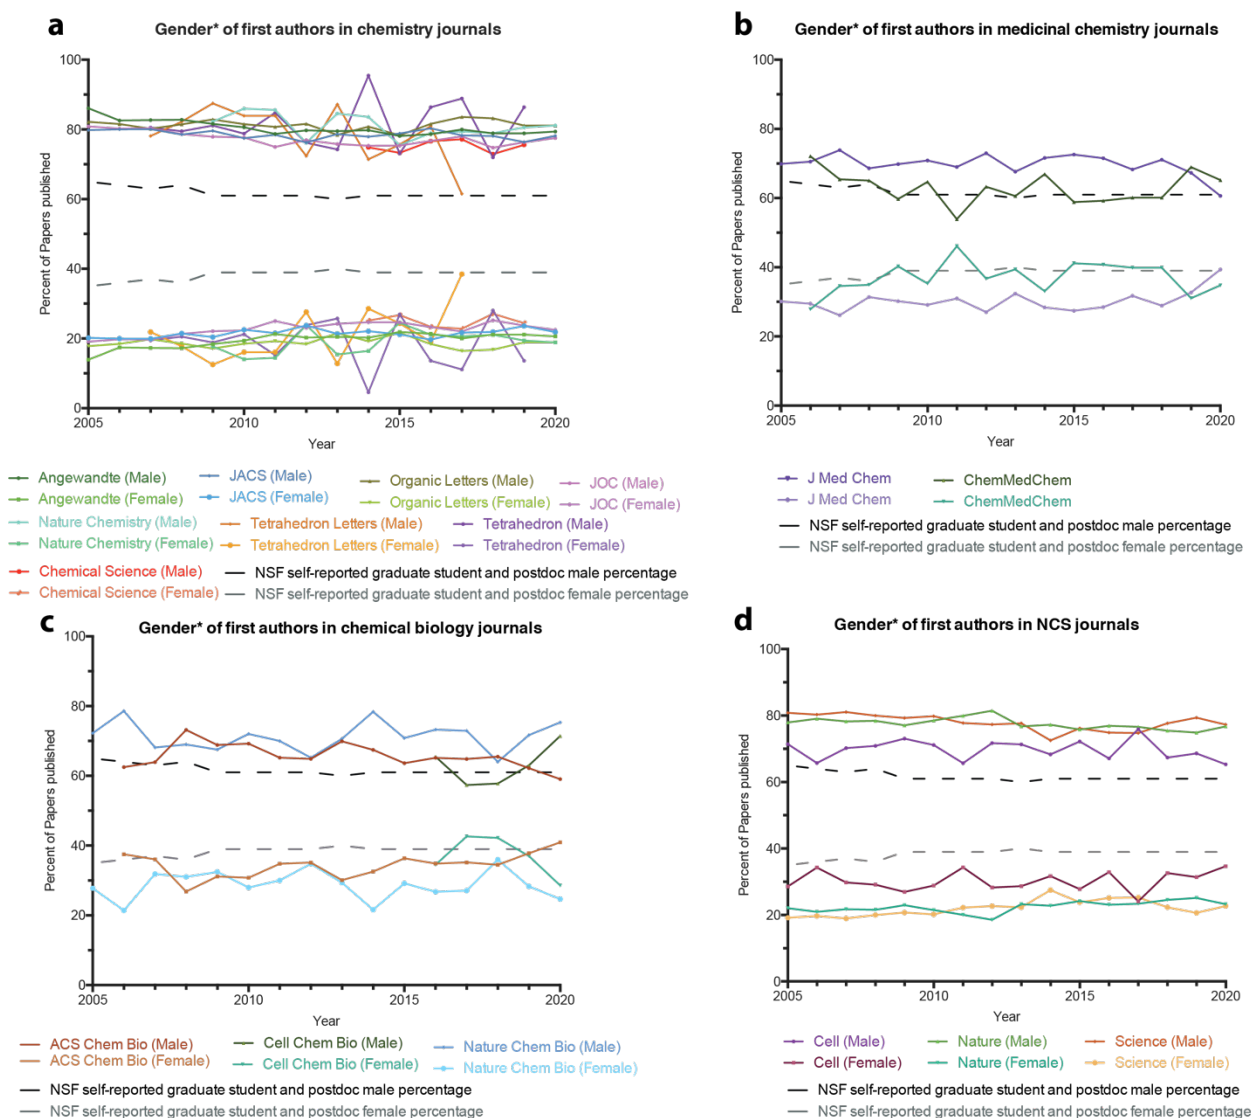 a
Gender* of first authors in chemistry journals
100
80
60
40
20
0
Percent of Papers published
2005
2010
2015
2020
Year
Angewandte (Male)
JACS (Male)
Organic Letters (Male)
JOC (Male)
Angewandte (Female)
JACS (Female)
Organic Letters (Female)
JOC (Female)
Nature Chemistry (Male)
Tetrahedron Letters (Male)
Tetrahedron (Male)
Nature Chemistry (Female)
Tetrahedron Letters (Female)
Tetrahedron (Female)
Chemical Science (Male)
NSF self-reported graduate student and postdoc male percentage
Chemical Science (Female)
NSF self-reported graduate student and postdoc female percentage
b
Gender* of first authors in medicinal chemistry journals
100
80
60
40
20
0
Percent of Papers published
2005
2010
2015
2020
Year
J Med Chem
ChemMedChem
J Med Chem
ChemMedChem
NSF self-reported graduate student and postdoc male percentage
NSF self-reported graduate student and postdoc female percentage
c
Gender* of first authors in chemical biology journals
100
80
60
40
20
0
Percent of Papers published
2005
2010
2015
2020
Year
ACS Chem Bio (Male)
Cell Chem Bio (Male)
Nature Chem Bio (Male)
ACS Chem Bio (Female)
Cell Chem Bio (Female)
Nature Chem Bio (Female)
NSF self-reported graduate student and postdoc male percentage
NSF self-reported graduate student and postdoc female percentage
d
Gender* of first authors in NCS journals
100
80
60
40
20
0
Percent of Papers published
2005
2010
2015
2020
Year
Cell (Male)
Nature (Male)
Science (Male)
Cell (Female)
Nature (Female)
Science (Female)
NSF self-reported graduate student and postdoc male percentage
NSF self-reported graduate student and postdoc female percentage